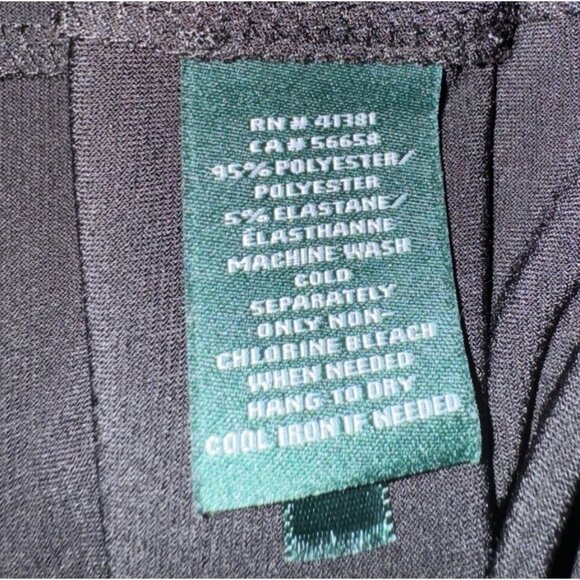 RN # 41381
CA # 56658
95% POLYESTER/
POLYESTER
5% ELASTANE/
ÉLASTHANNE
MACHINE WASH
COLD
SEPARATELY
ONLY NON-
CHLORINE BLEACH
WHEN NEEDED
HANG TO DRY
COOL IRON IF NEEDED